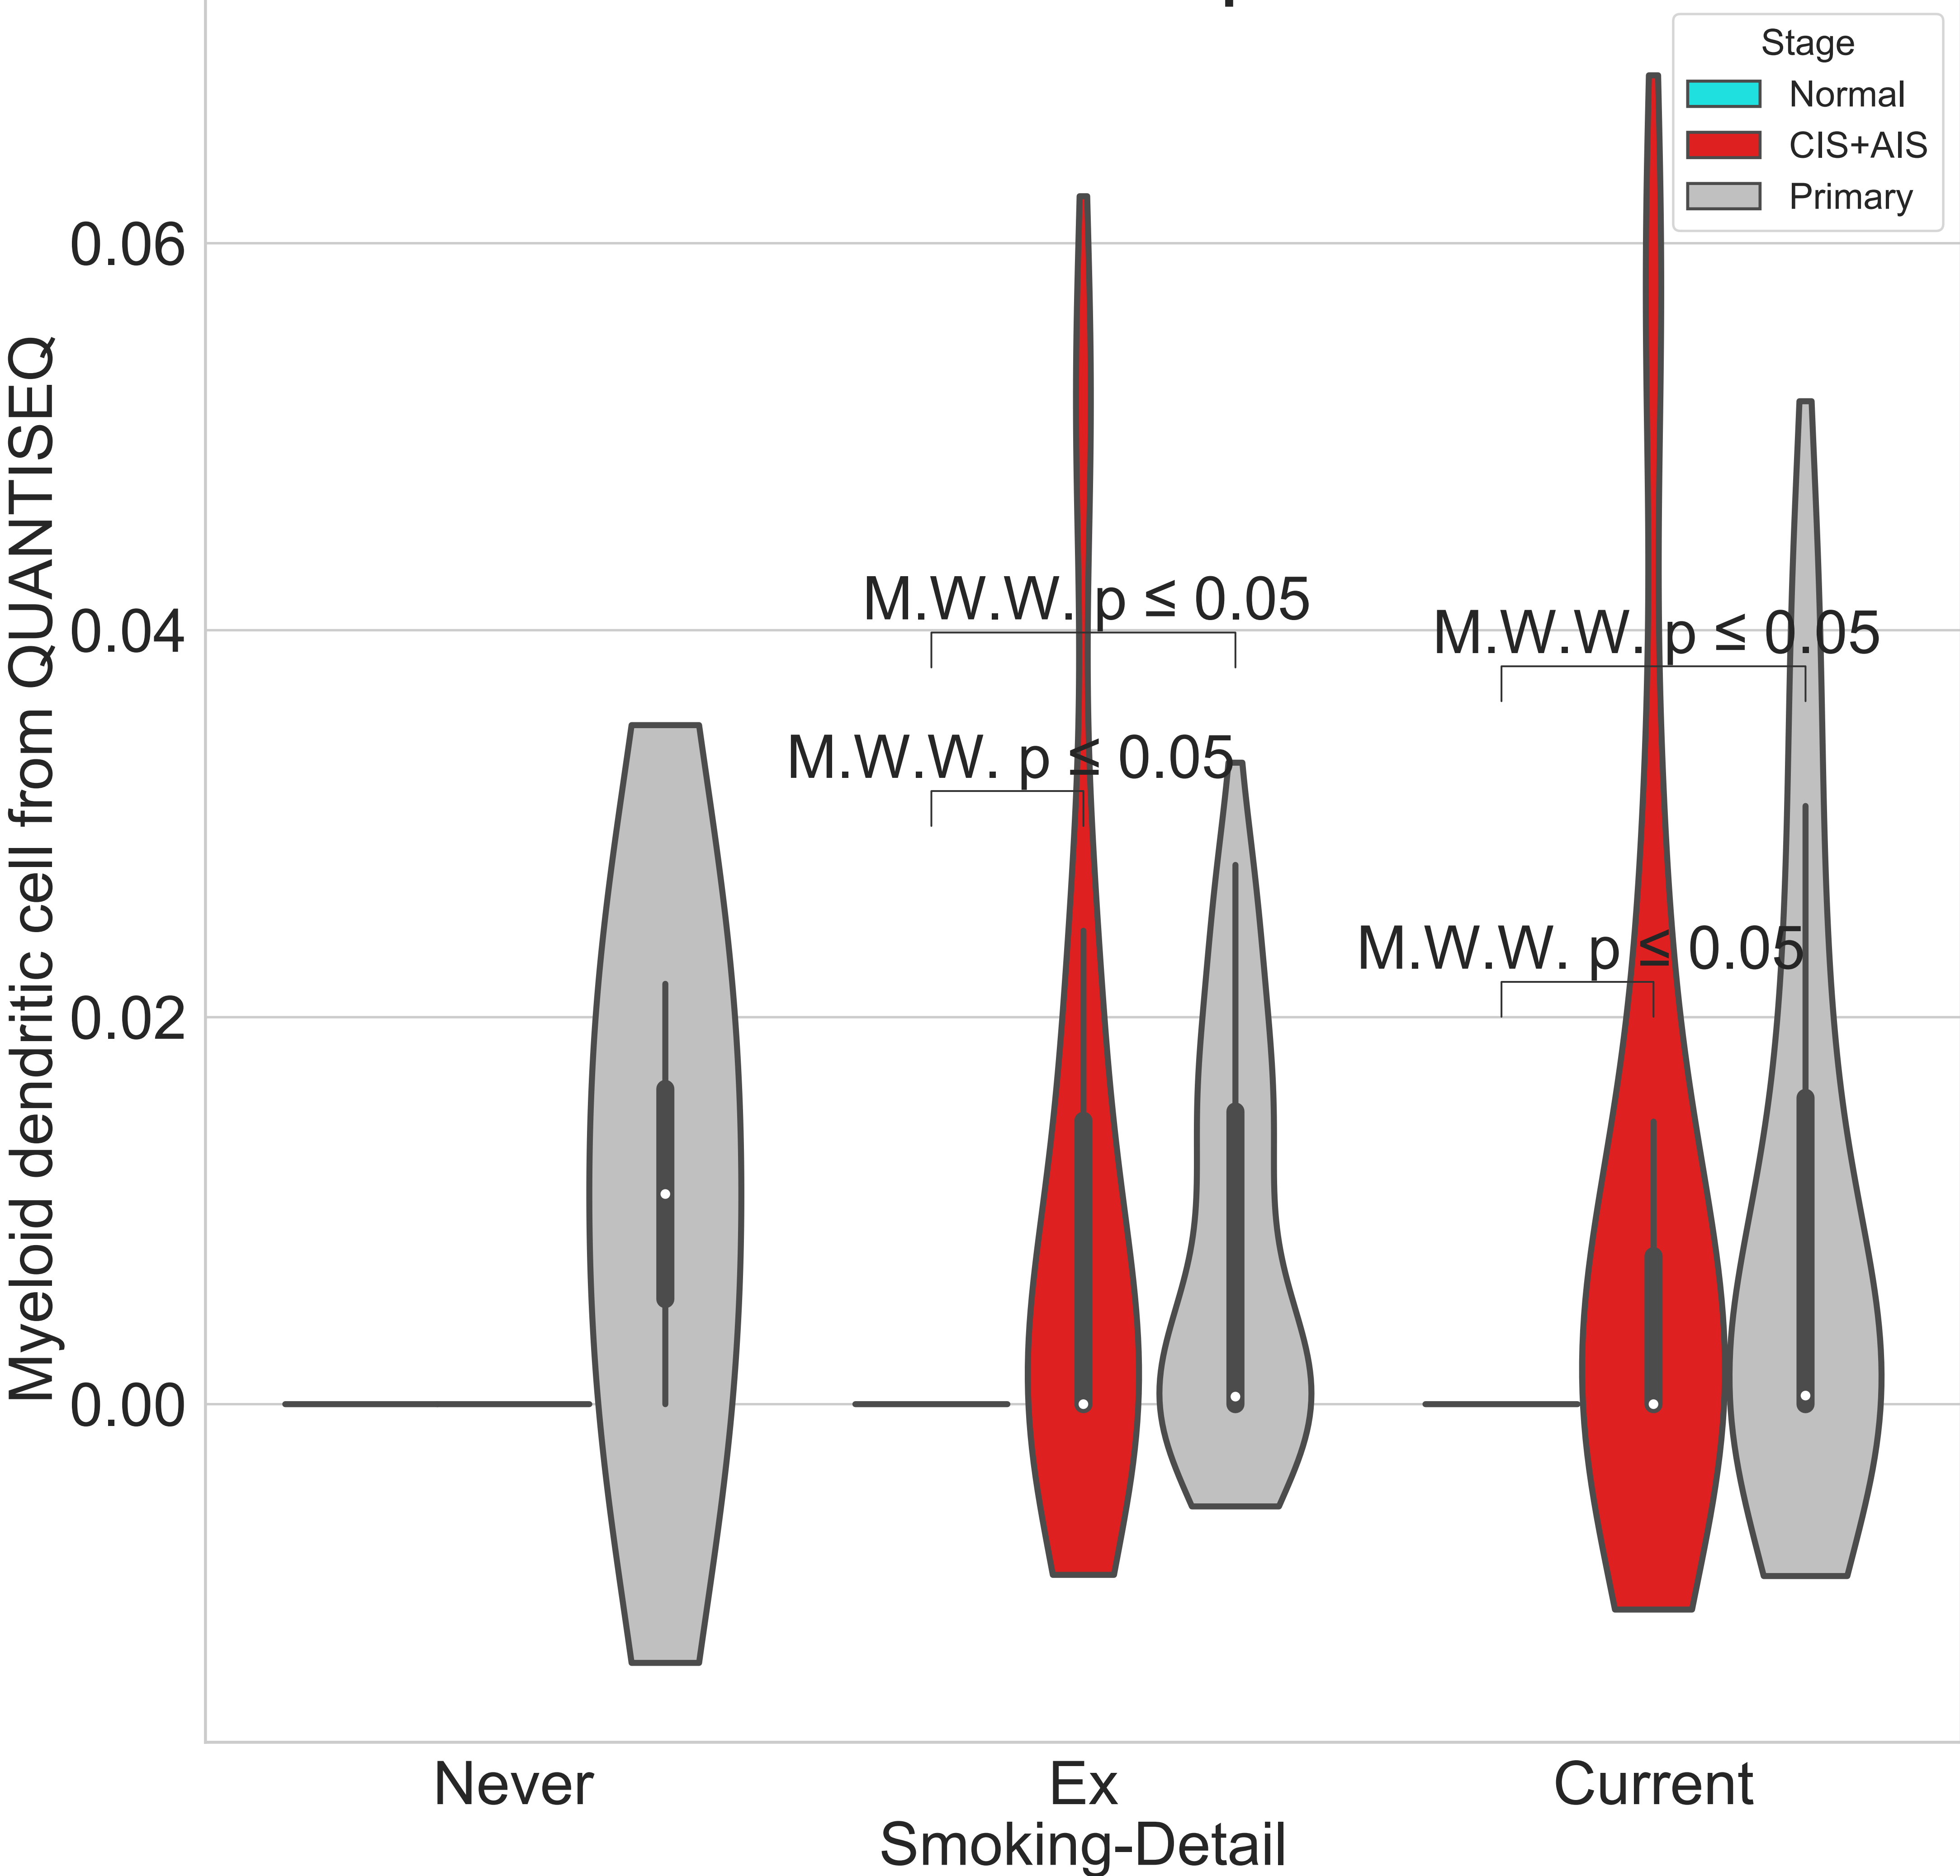 Stage
Normal
CIS+AIS
Primary
Myeloid dendritic cell from QUANTISEQ
0.06
0.04
0.02
0.00
M.W.W. p ≤ 0.05
M.W.W. p ≤ 0.05
M.W.W. p ≤ 0.05
M.W.W. p ≤ 0.05
Never
Ex
Current
Smoking-Detail